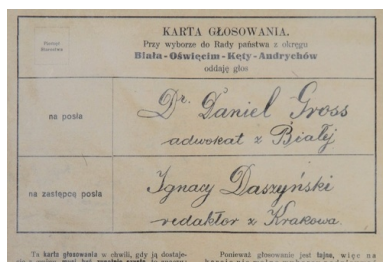 KARTA GŁOSOWANIA.
Przy wyborze do Rady państwa z okręgu
Biała-Oświęcim-Kęty-Andrychów
oddaję głos
na posła
Dr. Daniel Gross
adwokat z Białej
na zastępcę posła
Ignacy Daszyński
redaktor z Krakowa.
Ta karta głosowania w chwili, gdy ją dostaje-
Ponieważ głosowanie jest tajne, więc na